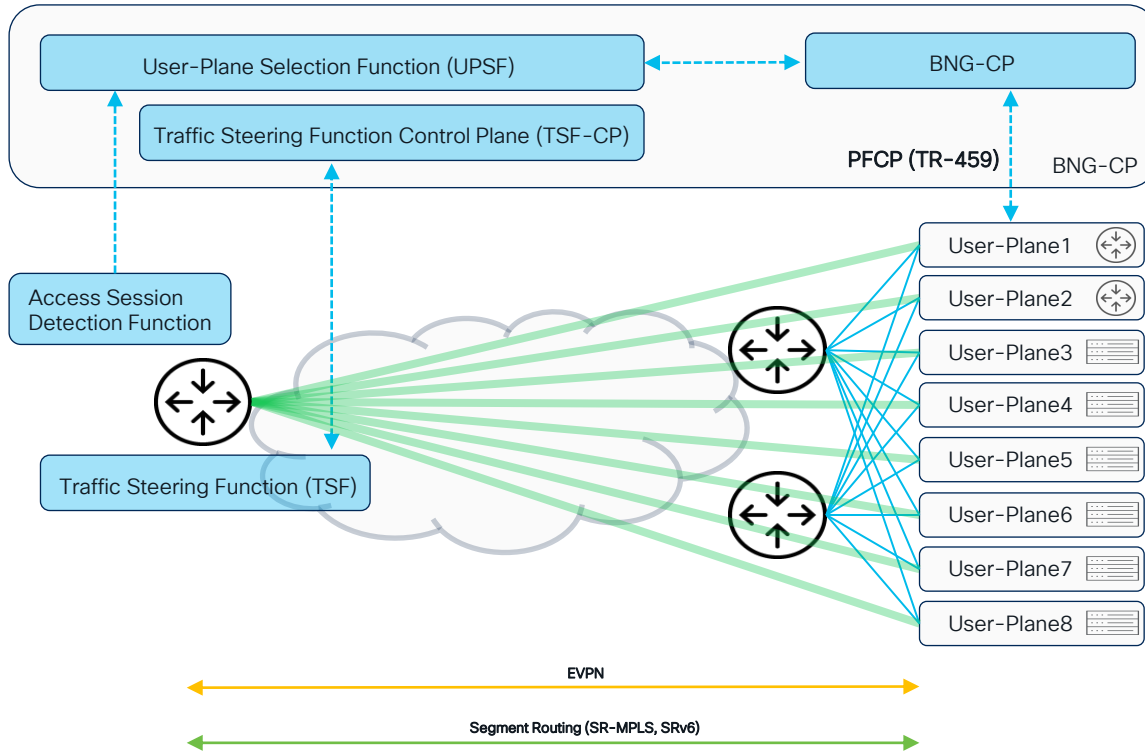 User-Plane Selection Function (UPSF)
BNG-CP
Traffic Steering Function Control Plane (TSF-CP)
PFCP (TR-459)
BNG-CP
User-Plane1
User-Plane2
Access Session
Detection Function
User-Plane3
User-Plane4
User-Plane5
Traffic Steering Function (TSF)
User-Plane6
User-Plane7
User-Plane8
EVPN
Segment Routing (SR-MPLS, SRv6)